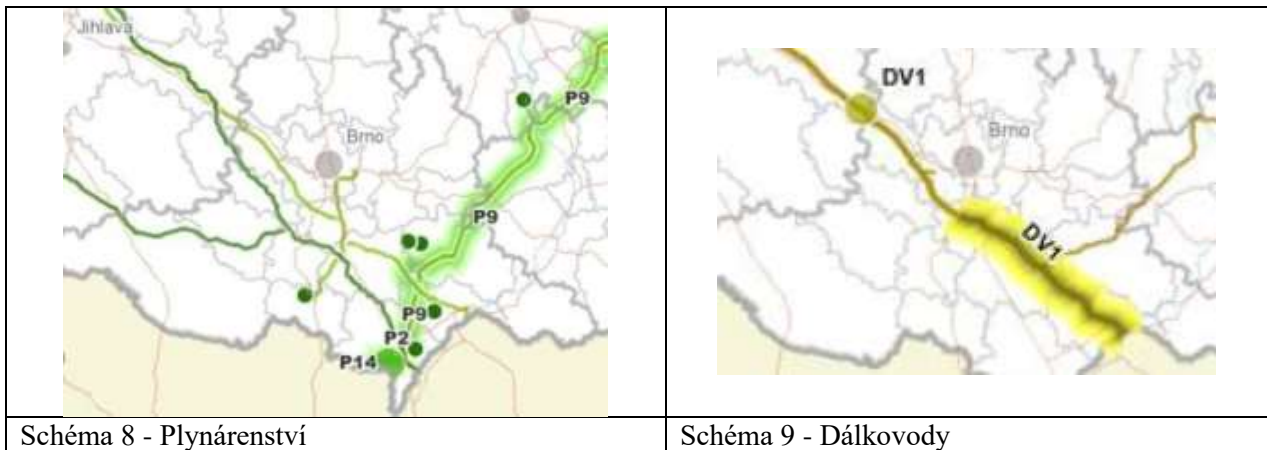 Jihlava
P9
Brno
P9
P9
P2
P14
Schéma 8 - Plynárenství
DV1
Brno
DV1
Schéma 9 - Dálkovody